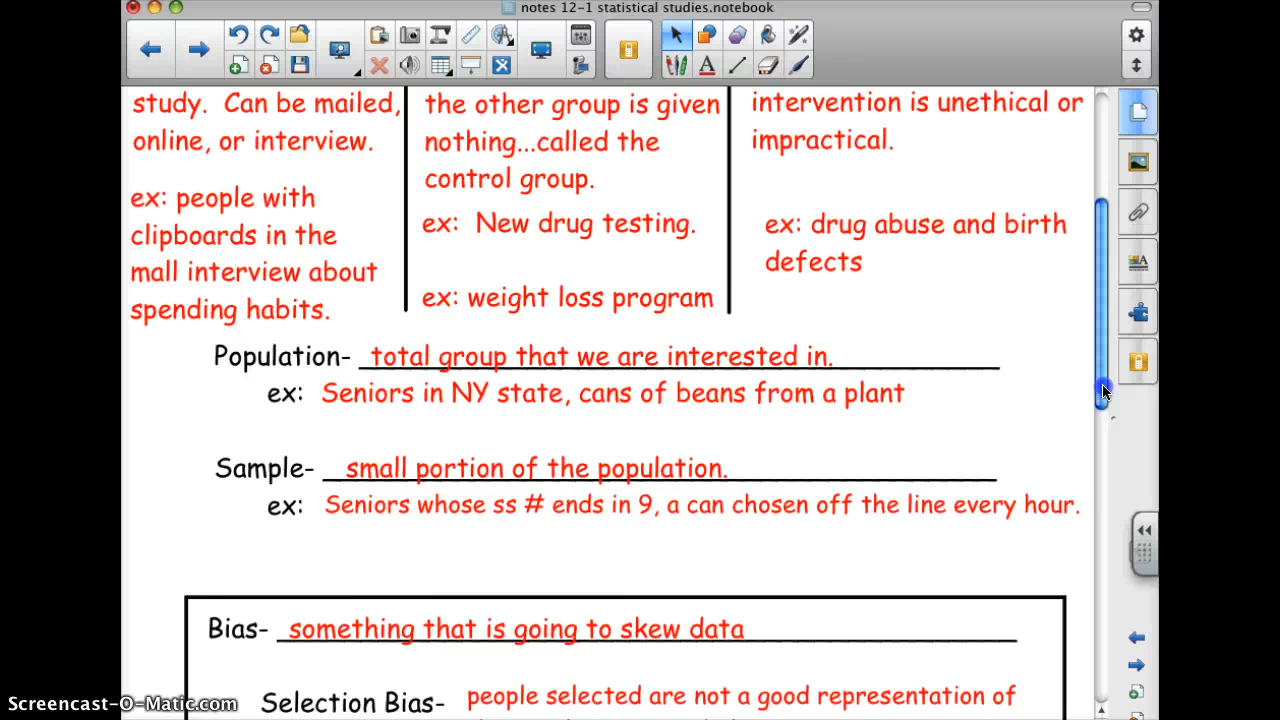 notes 12-1 statistical studies.notebook
study. Can be mailed,
online, or interview.
ex: people with
clipboards in the
mall interview about
spending habits.
the other group is given
nothing...called the
control group.
ex: New drug testing.
ex: weight loss program
intervention is unethical or
impractical.
ex: drug abuse and birth
defects
Population- total group that we are interested in.
ex: Seniors in NY state, cans of beans from a plant
Sample- small portion of the population.
ex: Seniors whose ss # ends in 9, a can chosen off the line every hour.
Bias- something that is going to skew data
Selection Bias- people selected are not a good representation of
Screencast-O-Matic.com